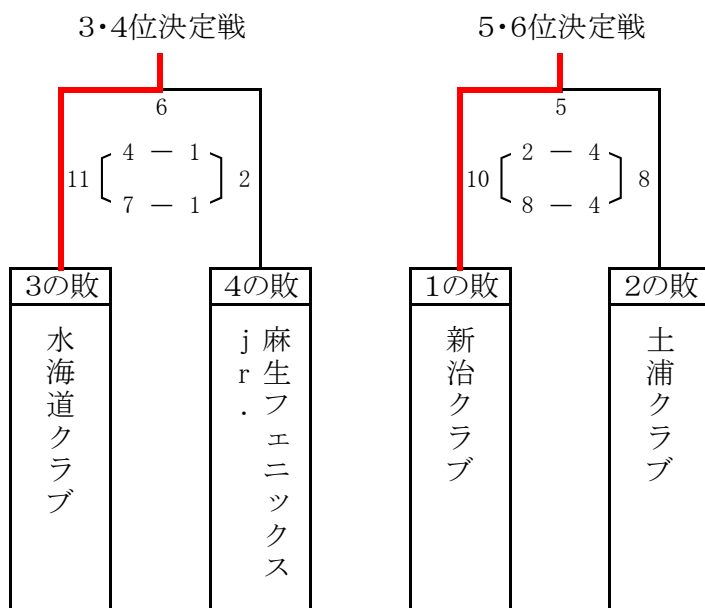 3・4位決定戦
6
11
4 － 1
7 － 1
2
3の敗
4の敗
水海道クラブ
麻生フェニックス
jr.
5・6位決定戦
5
10
2 － 4
8 － 4
8
1の敗
2の敗
新治クラブ
土浦クラブ